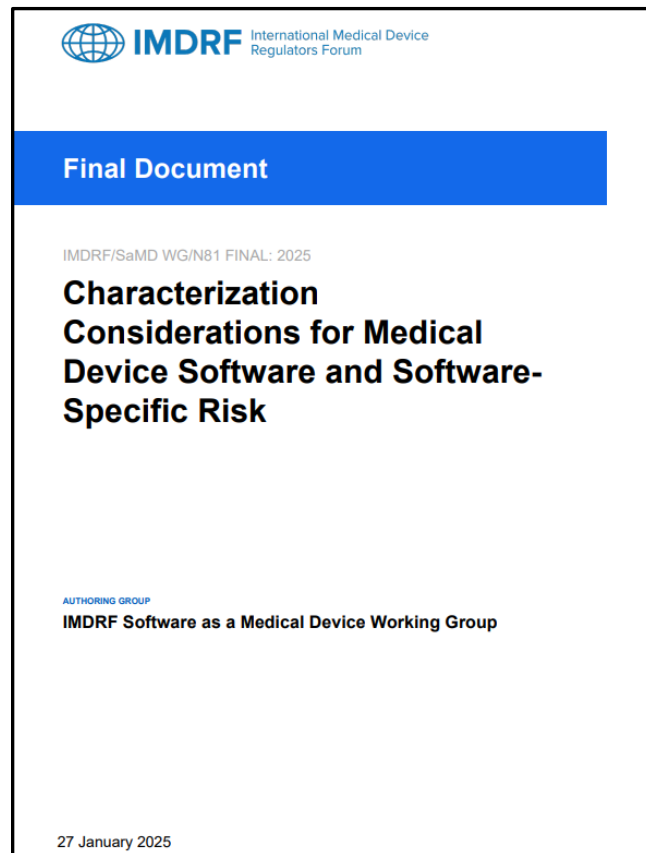 IMDRF International Medical Device
Regulators Forum
Final Document
IMDRF/SaMD WG/N81 FINAL: 2025
Characterization
Considerations for Medical
Device Software and Software-
Specific Risk
AUTHORING GROUP
IMDRF Software as a Medical Device Working Group
27 January 2025